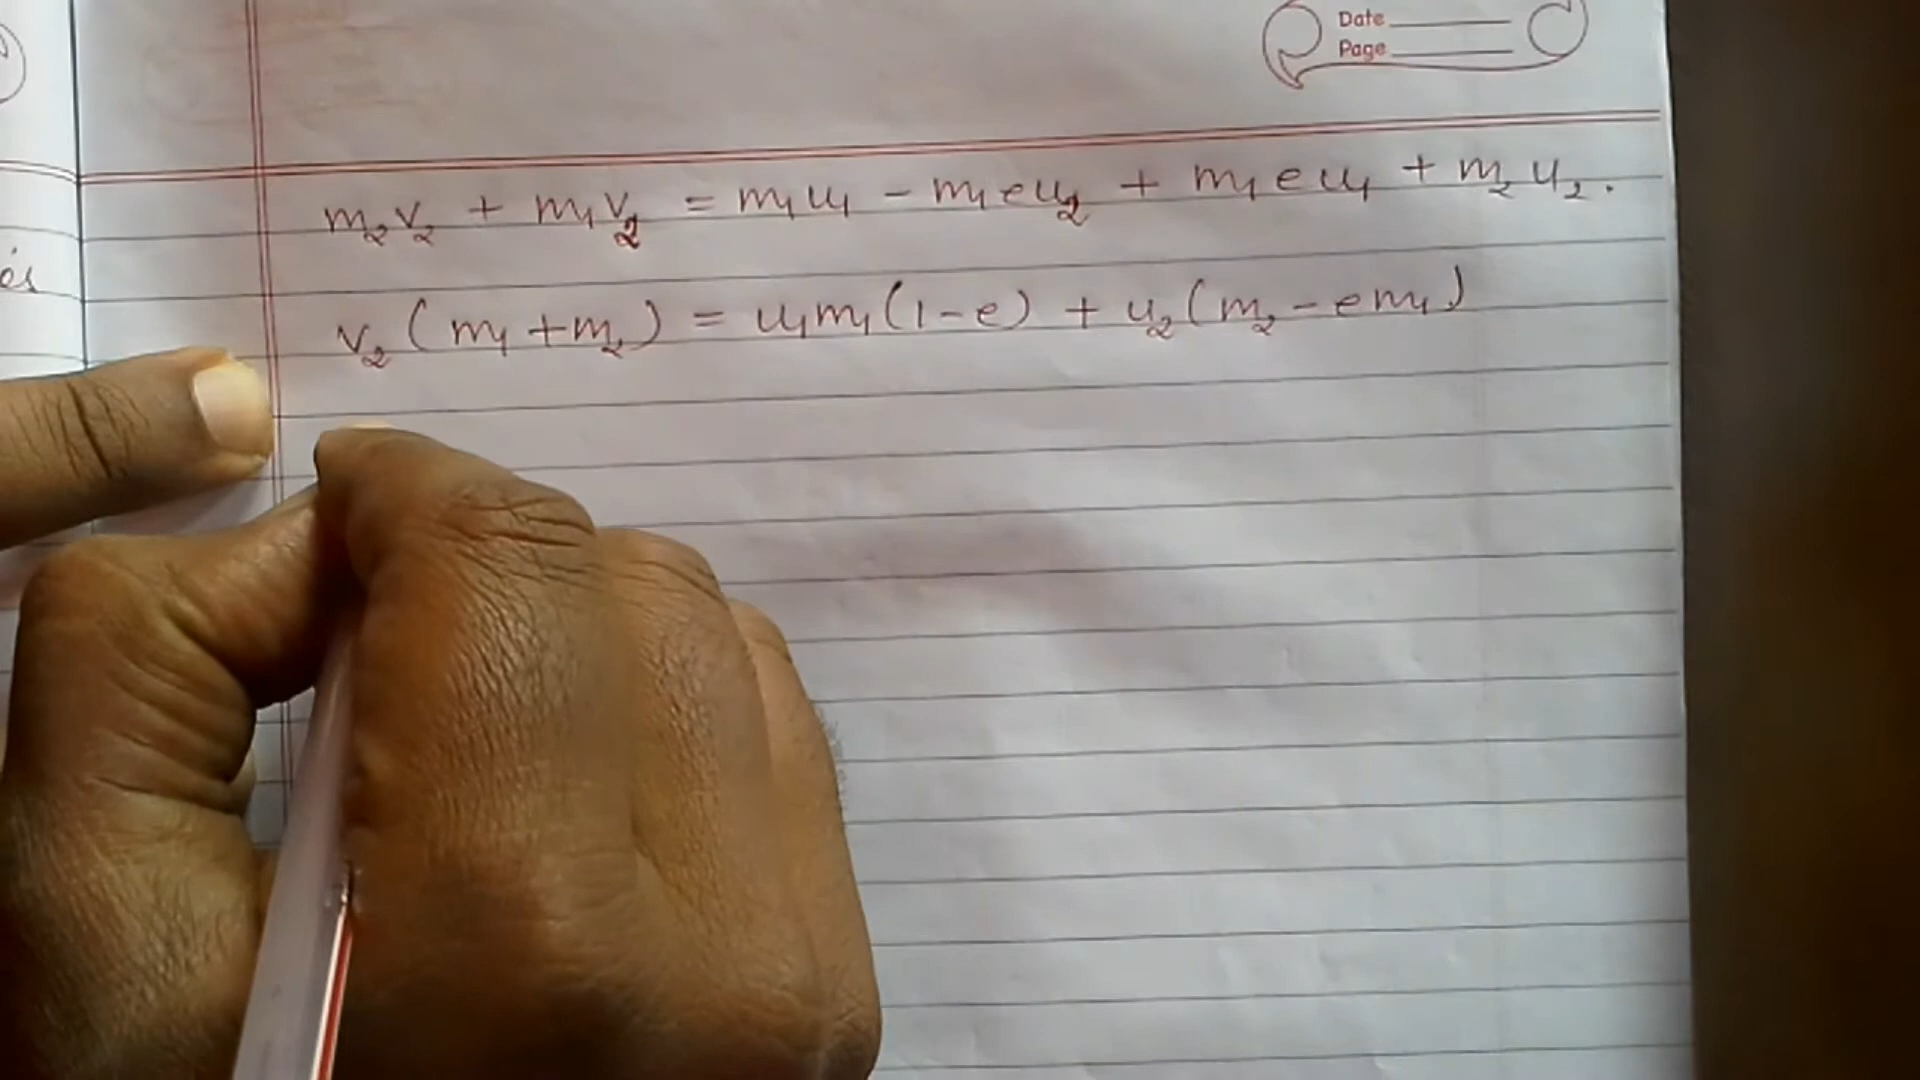 Date
Page
m₂v₂ + m₁v₂ = m₁u₁ - m₁eu₂ + m₁eu₁ + m₂u₂.
v₂(m₁+m₂) = u₁m₁(1-e) + u₂(m₂-em₁)